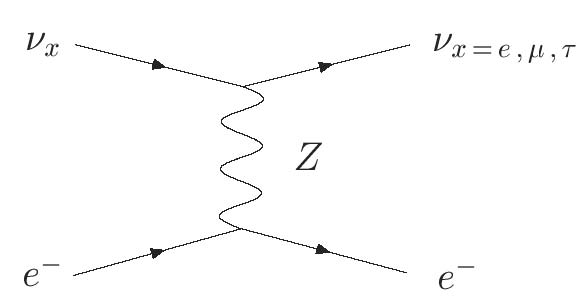 ν_x ν_{x = e , μ , τ}
Z
e⁻ e⁻